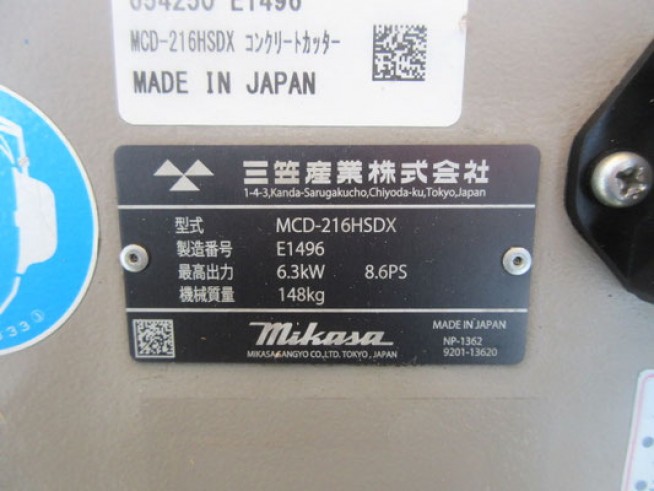 654250 E1496
MCD-216HSDX コンクリートカッター
MADE IN JAPAN
三笠産業株式会社
1-4-3,Kanda-Sarugakucho,Chiyoda-ku,Tokyo,Japan
型式 MCD-216HSDX
製造番号 E1496
最高出力 6.3kW 8.6PS
機械質量 148kg
mikasa
MIKASA SANGYO CO.,LTD. TOKYO, JAPAN
MADE IN JAPAN
NP-1362
9201-13620